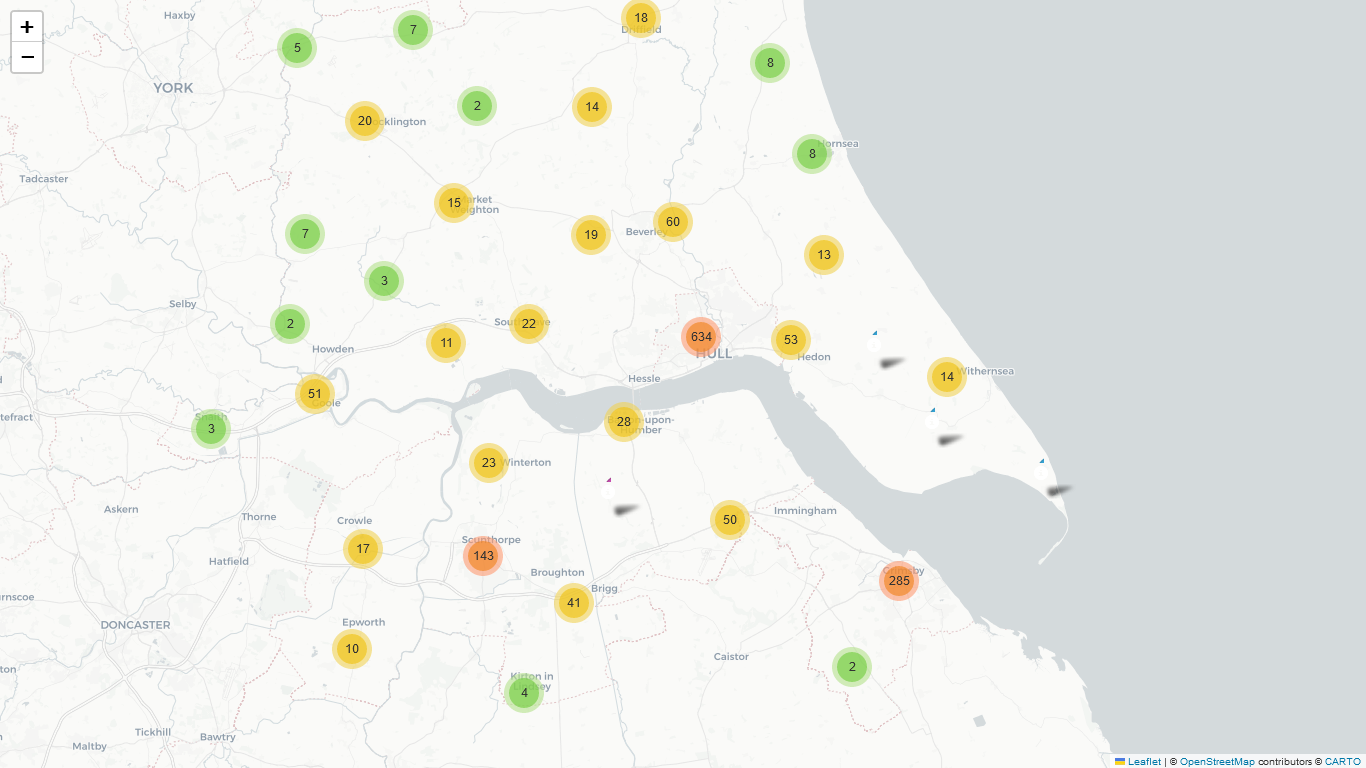 +
−
Haxby
7
18
Driffield
5
8
YORK
2
14
20
Hornsea
8
Tadcaster
15
Market
Weighton
7
19
Beverley
60
13
3
Selby
2
22
Howden
11
634
HULL
53
Hedon
Hessle
14
Withernsea
51
Goole
3
Snaith
28
Barton-upon-
Humber
23
Winterton
Askern
Thorne
Crowle
50
Immingham
17
Scunthorpe
143
Hatfield
Broughton
Brigg
Grimsby
285
41
DONCASTER
Epworth
10
Caistor
2
Kirton in
Lindsey
4
Tickhill
Bawtry
Maltby
Leaflet | © OpenStreetMap contributors © CARTO